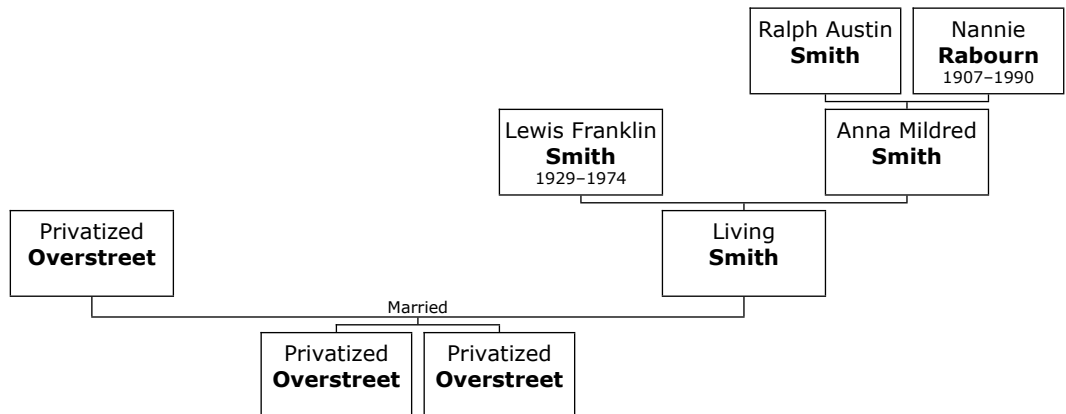 Ralph Austin
Smith
Nannie
Rabourn
1907–1990
Lewis Franklin
Smith
1929–1974
Anna Mildred
Smith
Privatized
Overstreet
Living
Smith
Married
Privatized
Overstreet
Privatized
Overstreet